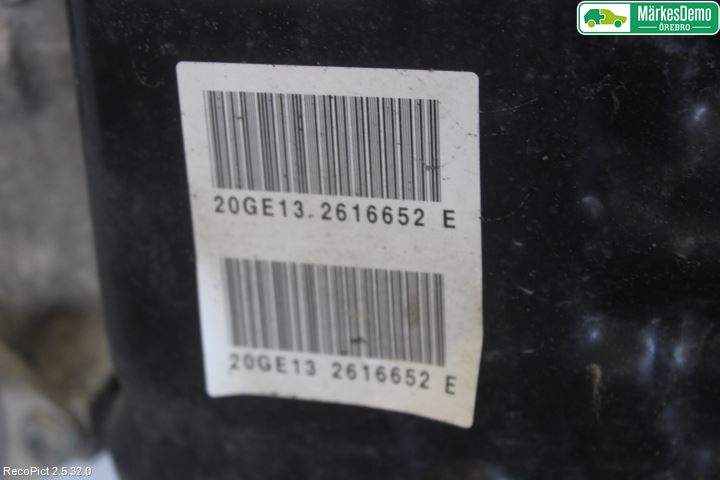 MärkesDemo
ÖREBRO
20GE13 2616652 E
20GE13 2616652 E
RecoPict 2.5.32.0